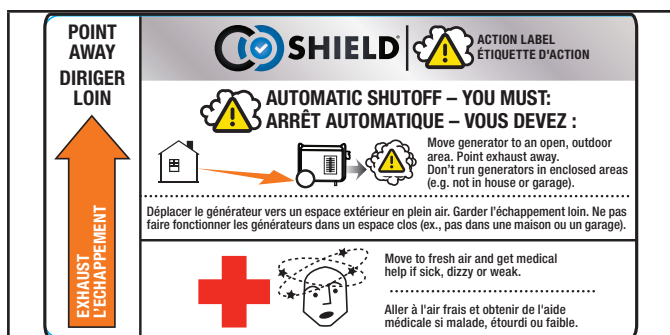 POINT
AWAY
DIRIGER
LOIN
EXHAUST
L'ECHAPPEMENT
CO SHIELD®
ACTION LABEL
ÉTIQUETTE D'ACTION
AUTOMATIC SHUTOFF – YOU MUST:
ARRÊT AUTOMATIQUE – VOUS DEVEZ :
Move generator to an open, outdoor
area. Point exhaust away.
Don't run generators in enclosed areas
(e.g. not in house or garage).
Déplacer le générateur vers un espace extérieur en plein air. Garder l'échappement loin. Ne pas
faire fonctionner les générateurs dans un espace clos (ex., pas dans une maison ou un garage).
Move to fresh air and get medical
help if sick, dizzy or weak.
Aller à l'air frais et obtenir de l'aide
médicale si malade, étourdi ou faible.